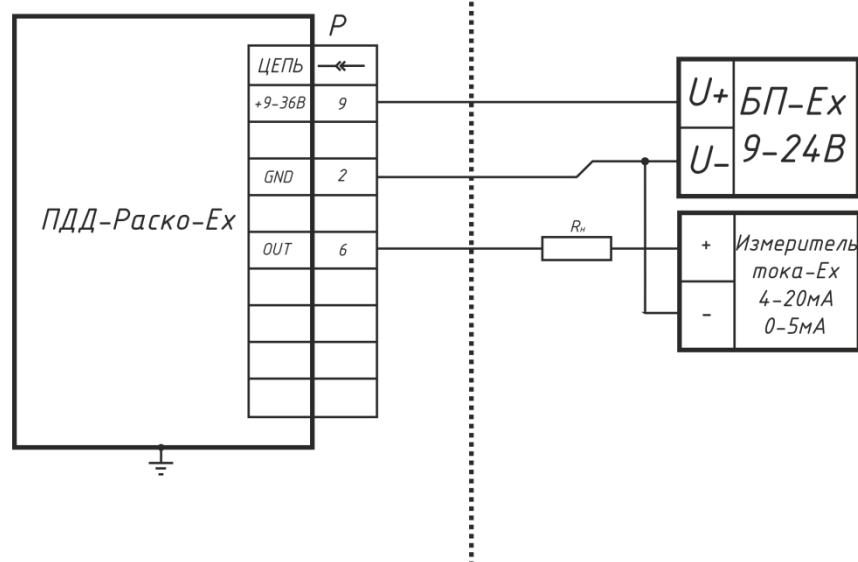 P
ЦЕПЬ
+9-36В 9
GND 2
ПДД-Раско-Ex
OUT 6
U+
U-
БП-Ex
9-24В
Rн
+
-
Измеритель
тока-Ex
4-20мА
0-5мА